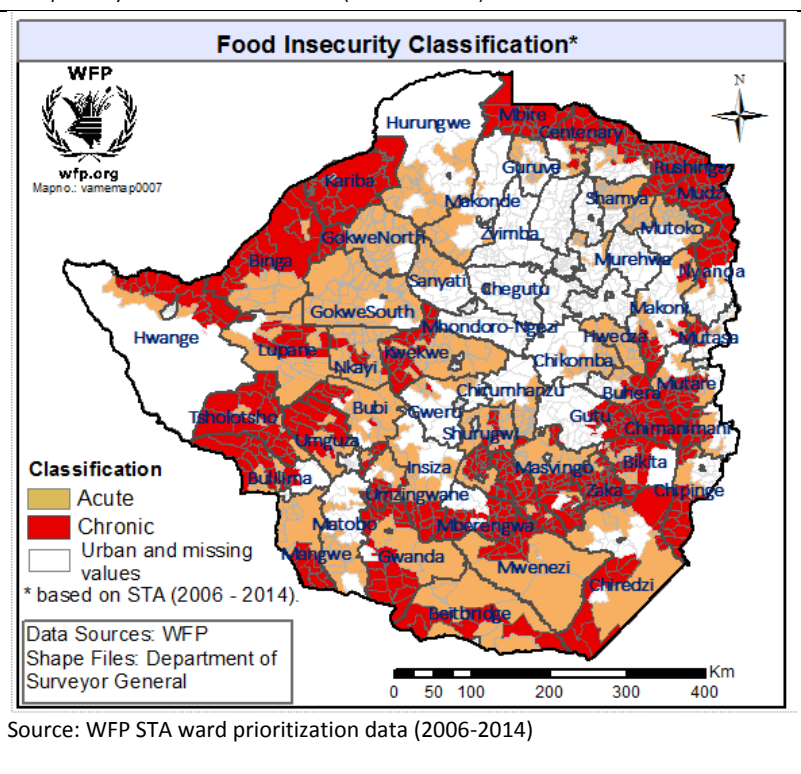 Food Insecurity Classification*
WFP
wfp.org
Mapno.: vamemap0007
N
Hurungwe
Mbire
Centenary
Guruve
Rushinga
Kariba
Makonde
Shamva
Mudzi
GokweNorth
Zvimba
Mutoko
Binga
Sanyati
Murehwa
Nyanga
Chegutu
GokweSouth
Makoni
Hwange
Mhondoro-Ngezi
Hwedza
Mutasa
Lupane
Kwekwe
Nkayi
Chikomba
Chirumhanzu
Buhera
Mutare
Tsholotsho
Bubi
Gweru
Gutu
Umguza
Shurugwi
Chimanimani
Insiza
Masvingo
Bikita
Bulilima
Umzingwane
Zaka
Chipinge
Matobo
Mberengwa
Mangwe
Gwanda
Mwenezi
Chiredzi
Beitbridge
Classification
Acute
Chronic
Urban and missing
values
* based on STA (2006 - 2014).
Data Sources: WFP
Shape Files: Department of
Surveyor General
Km
0 50 100 200 300 400
Source: WFP STA ward prioritization data (2006-2014)